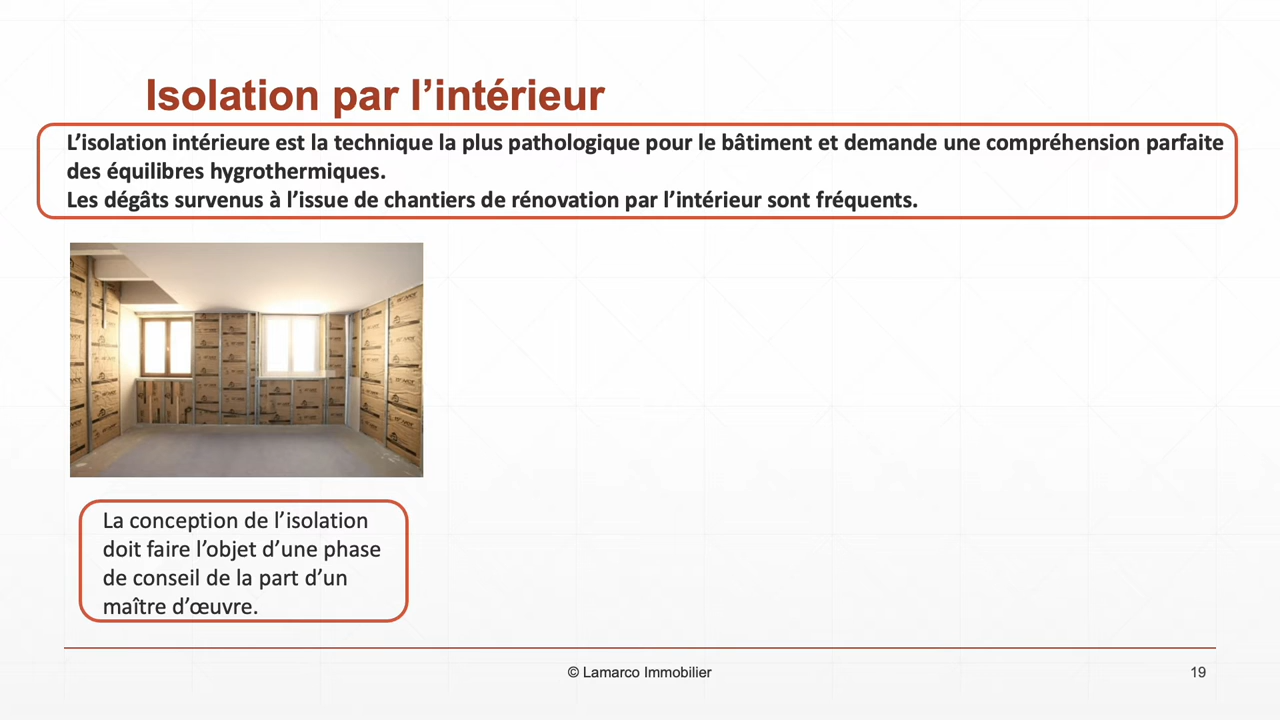 Isolation par l’intérieur
L’isolation intérieure est la technique la plus pathologique pour le bâtiment et demande une compréhension parfaite
des équilibres hygrothermiques.
Les dégâts survenus à l’issue de chantiers de rénovation par l’intérieur sont fréquents.
La conception de l’isolation
doit faire l’objet d’une phase
de conseil de la part d’un
maître d’œuvre.
© Lamarco Immobilier
19